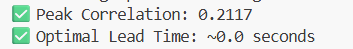 ✅ Peak Correlation: 0.2117
✅ Optimal Lead Time: ~0.0 seconds